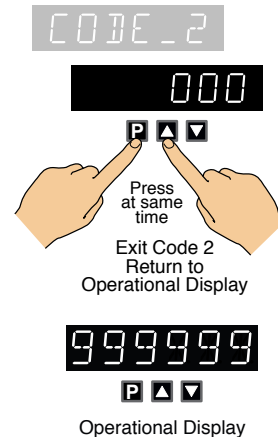 CODE_2
000
P ▲ ▼
Press
at same
time
Exit Code 2
Return to
Operational Display
999999
P ▲ ▼
Operational Display